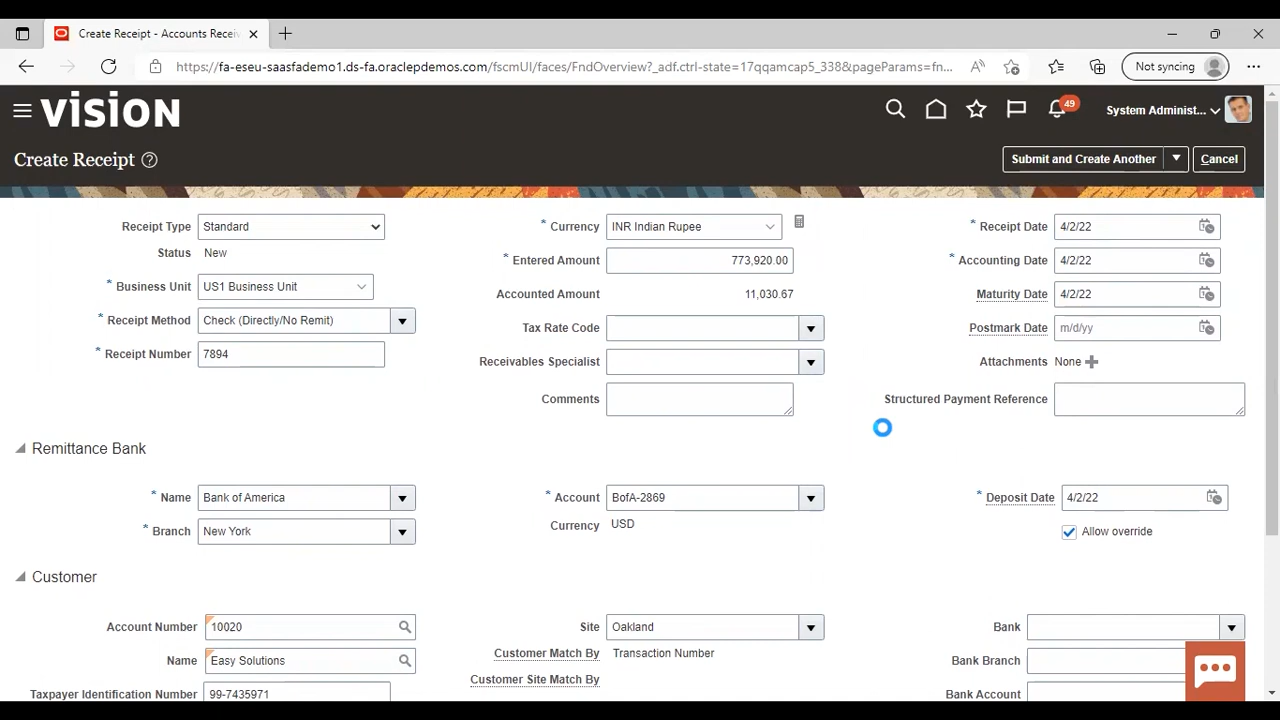 Create Receipt - Accounts Receiv
https://fa-eseu-saasfademo1.ds-fa.oraclepdemos.com/fscmUI/faces/FndOverview?_adf.ctrl-state=17qqamcap5_338&pageParams=fn...
Not syncing
VISION
49
System Administ...
Create Receipt
Submit and Create Another
Cancel
Receipt Type Standard
* Currency INR Indian Rupee
* Receipt Date 4/2/22
Status New
* Entered Amount 773,920.00
* Accounting Date 4/2/22
* Business Unit US1 Business Unit
Accounted Amount 11,030.67
Maturity Date 4/2/22
* Receipt Method Check (Directly/No Remit)
Tax Rate Code
Postmark Date m/d/yy
* Receipt Number 7894
Receivables Specialist
Attachments None
Comments
Structured Payment Reference
Remittance Bank
* Name Bank of America
* Account BofA-2869
* Deposit Date 4/2/22
* Branch New York
Currency USD
Allow override
Customer
Account Number 10020
Site Oakland
Bank
Name Easy Solutions
Customer Match By Transaction Number
Bank Branch
Customer Site Match By
Taxpayer Identification Number 99-7435971
Bank Account